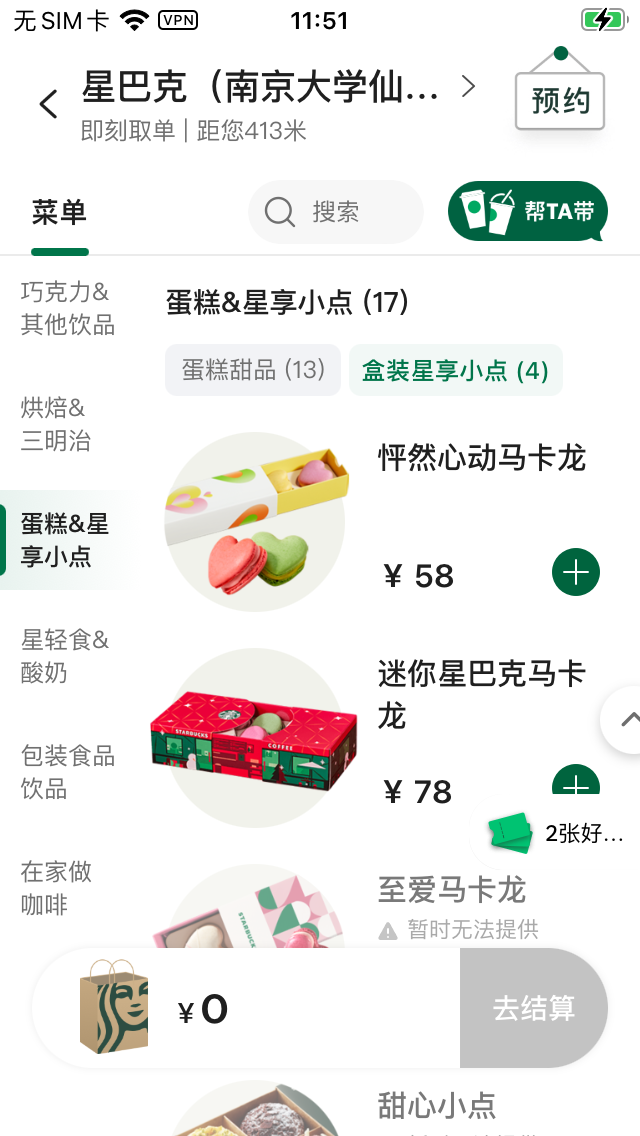 无SIM卡 VPN 11:51
星巴克（南京大学仙...
即刻取单 | 距您413米
预约
菜单
搜索
帮TA带
巧克力&
其他饮品
烘焙&
三明治
蛋糕&星
享小点
星轻食&
酸奶
包装食品
饮品
在家做
咖啡
蛋糕&星享小点 (17)
蛋糕甜品 (13)
盒装星享小点 (4)
怦然心动马卡龙
¥ 58
迷你星巴克马卡
龙
STARBUCKS
COFFEE
¥ 78
2张好...
至爱马卡龙
暂时无法提供
¥ 0
去结算
甜心小点